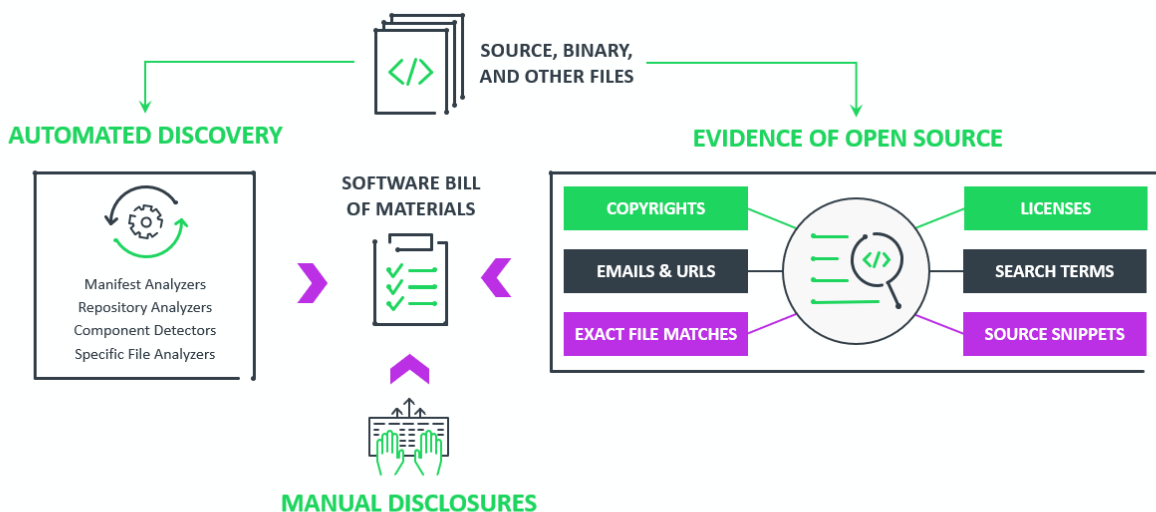 SOURCE, BINARY,
AND OTHER FILES
</>
AUTOMATED DISCOVERY
Manifest Analyzers
Repository Analyzers
Component Detectors
Specific File Analyzers
SOFTWARE BILL
OF MATERIALS
MANUAL DISCLOSURES
EVIDENCE OF OPEN SOURCE
COPYRIGHTS
LICENSES
EMAILS & URLS
</>
SEARCH TERMS
EXACT FILE MATCHES
SOURCE SNIPPETS